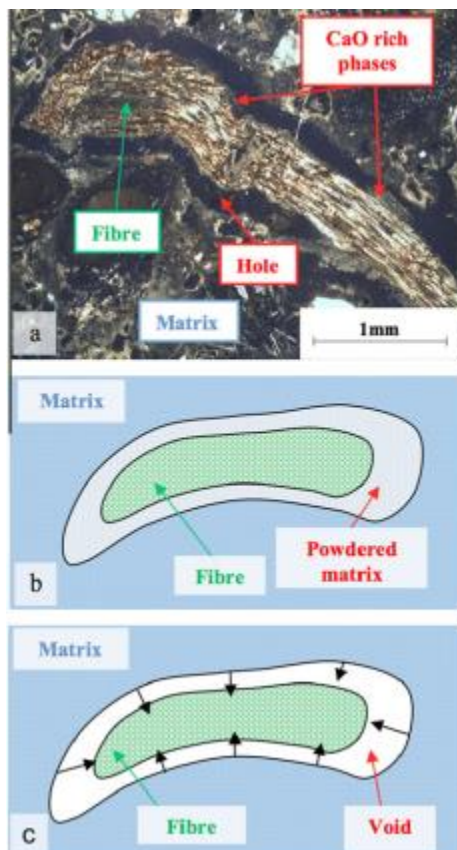 CaO rich
phases
Fibre
Hole
Matrix
1mm
a
Matrix
Fibre
Powdered
matrix
b
Matrix
Fibre
Void
c